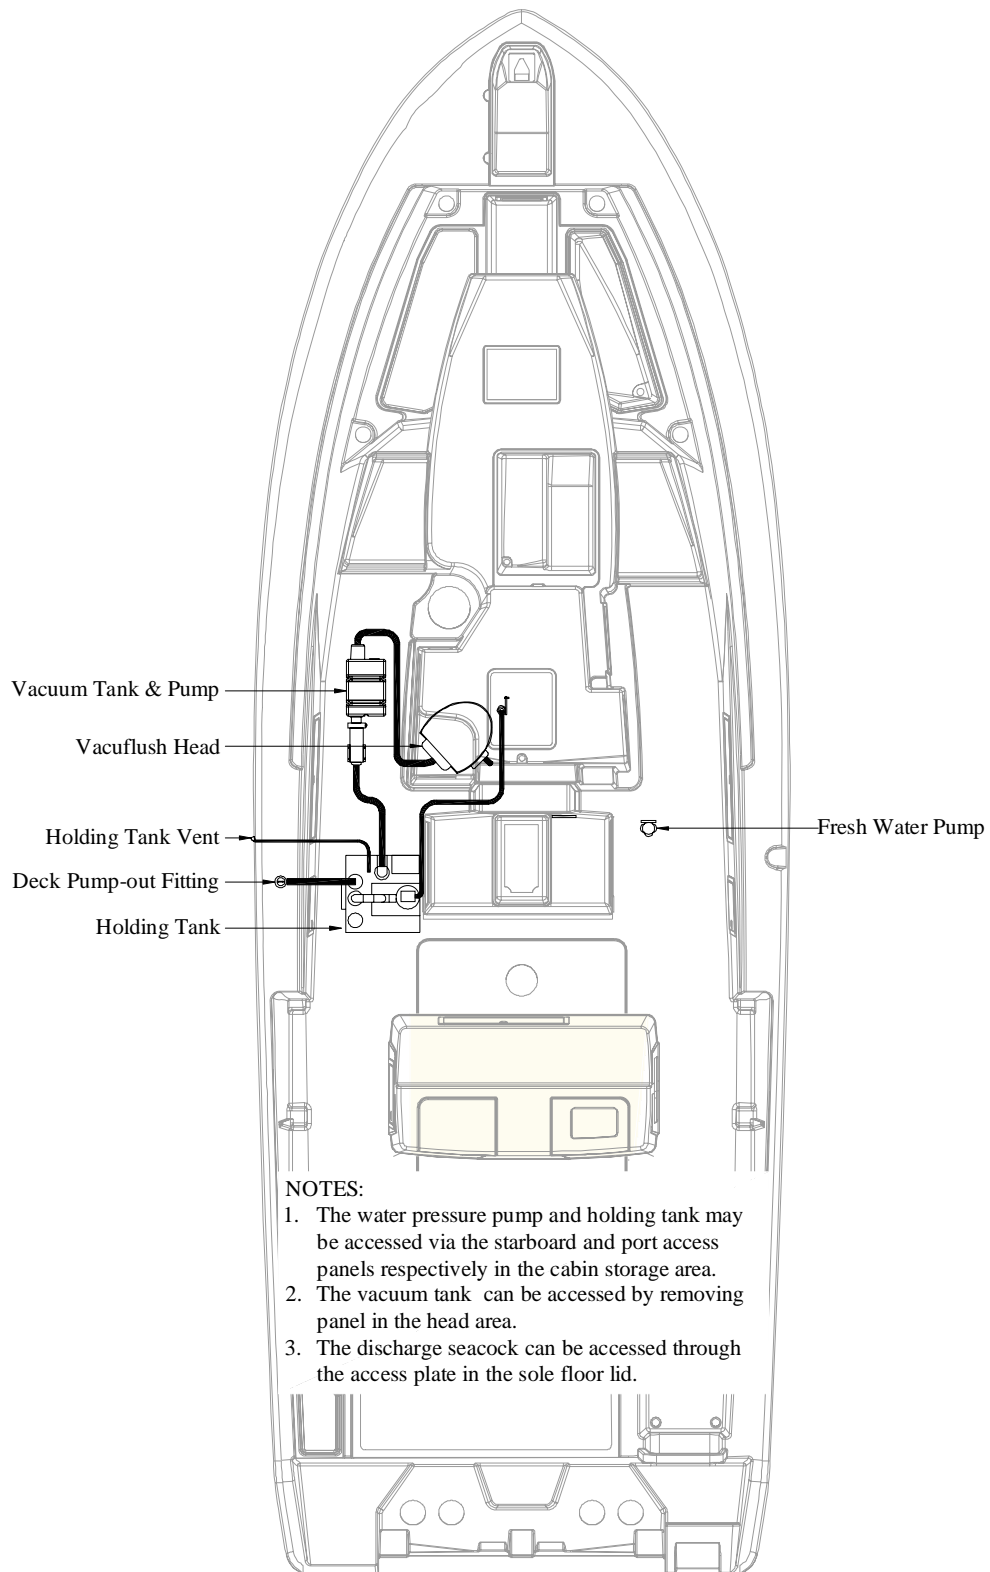 Vacuum Tank & Pump
Vacuflush Head
Holding Tank Vent
Fresh Water Pump
Deck Pump-out Fitting
Holding Tank
NOTES:
1. The water pressure pump and holding tank may
be accessed via the starboard and port access
panels respectively in the cabin storage area.
2. The vacuum tank can be accessed by removing
panel in the head area.
3. The discharge seacock can be accessed through
the access plate in the sole floor lid.